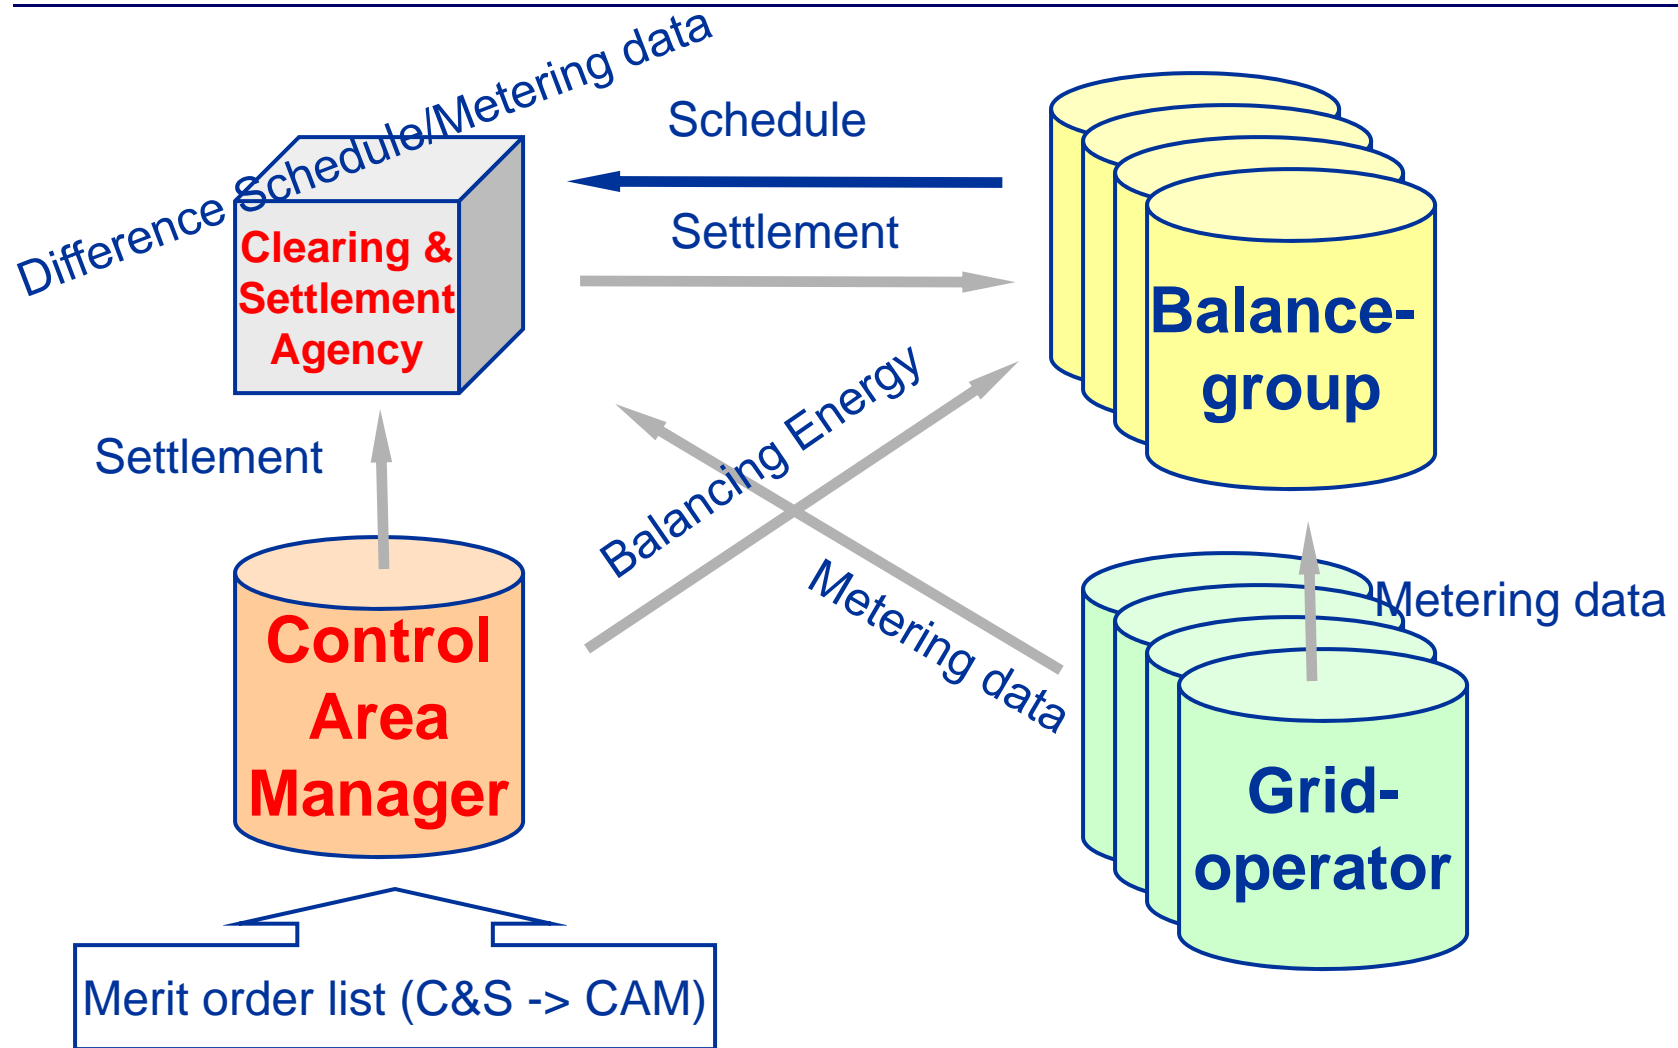 Difference Schedule/Metering data
Schedule
Settlement
Clearing &
Settlement
Agency
Balance-
group
Settlement
Balancing Energy
Metering data
Metering data
Control
Area
Manager
Grid-
operator
Merit order list (C&S -> CAM)